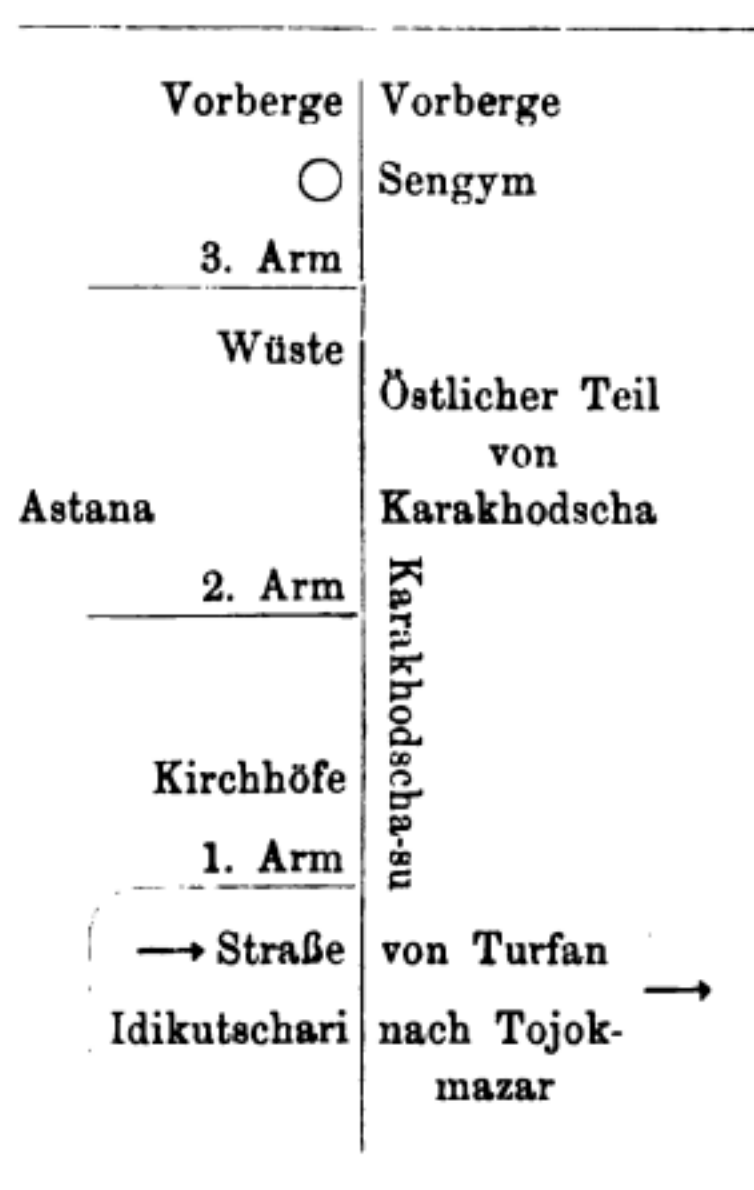 Vorberge Vorberge
Sengym
3. Arm
Wüste
Östlicher Teil
von
Astana Karakhodscha
2. Arm
Karakhodscha-su
Kirchhöfe
1. Arm
→ Straße von Turfan →
Idikutschari nach Tojok-
mazar